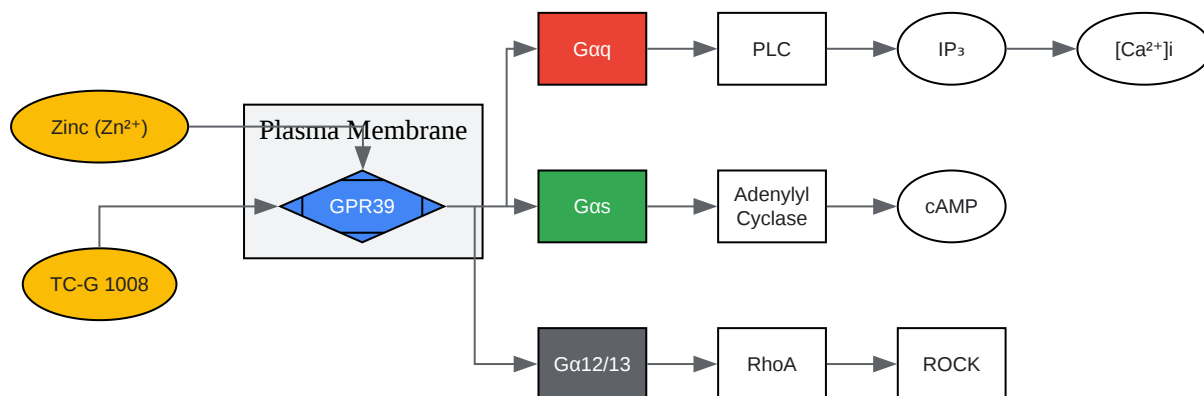 Gαq
PLC
IP₃
[Ca²⁺]i
Zinc (Zn²⁺)
Plasma Membrane
GPR39
Gαs
Adenylyl
Cyclase
cAMP
TC-G 1008
Gα12/13
RhoA
ROCK